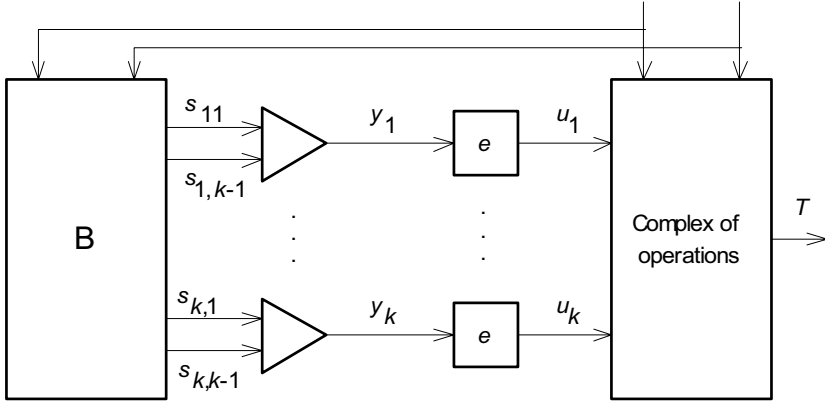 s11
y1
e
u1
s1,k-1
B
Complex of
operations
T
sk,1
yk
e
uk
sk,k-1